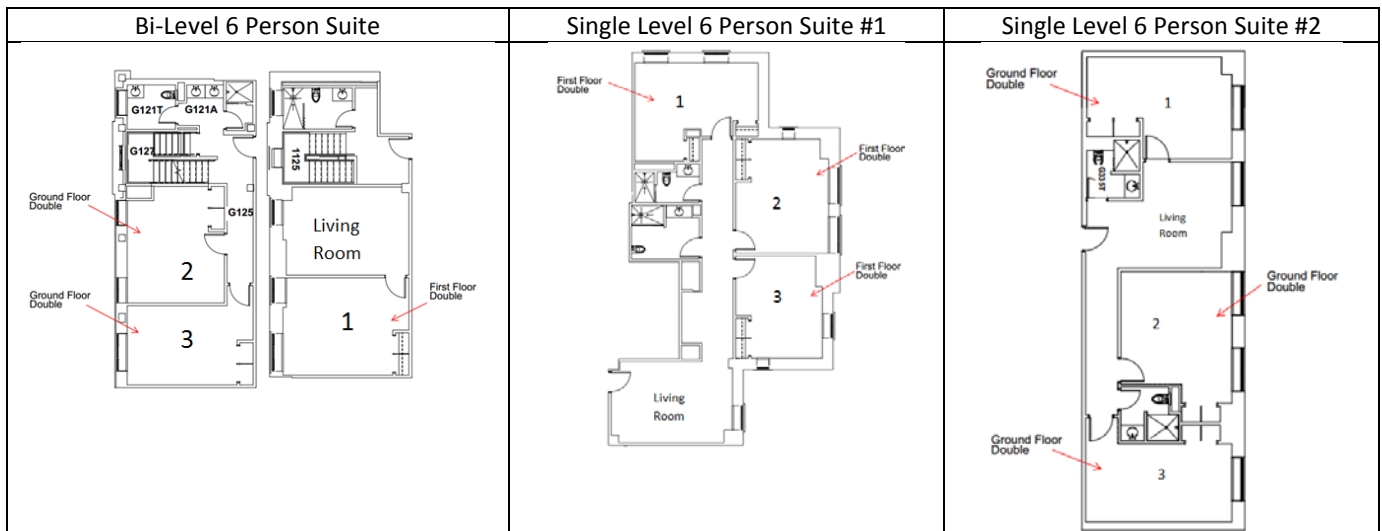 Bi-Level 6 Person Suite
G121T
G121A
G127
Ground Floor
Double
G125
2
Ground Floor
Double
3
1125
Living
Room
First Floor
Double
1
Single Level 6 Person Suite #1
First Floor
Double
1
First Floor
Double
2
First Floor
Double
3
Living
Room
Single Level 6 Person Suite #2
Ground Floor
Double
1
G335T
Living
Room
Ground Floor
Double
2
Ground Floor
Double
3